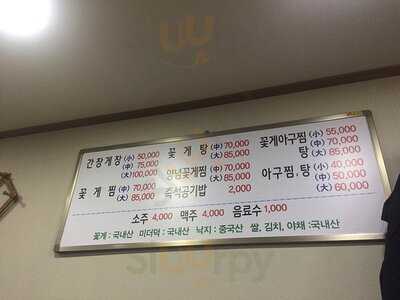 간장게장 (小) 50,000
(中) 75,000
(大) 100,000
꽃 게 찜 (中) 70,000
(大) 85,000
꽃 게 탕 (中) 70,000
(大) 85,000
양념꽃게찜 (中) 70,000
(大) 85,000
즉석공기밥 2,000
꽃게아구찜 (小) 55,000
(中) 70,000
탕 (大) 85,000
아구찜,탕 (小) 40,000
(中) 50,000
(大) 60,000
소주 4,000 맥주 4,000 음료수 1,000
꽃게 : 국내산 미더덕 : 국내산 낙지 : 중국산 쌀, 김치, 야채 : 국내산